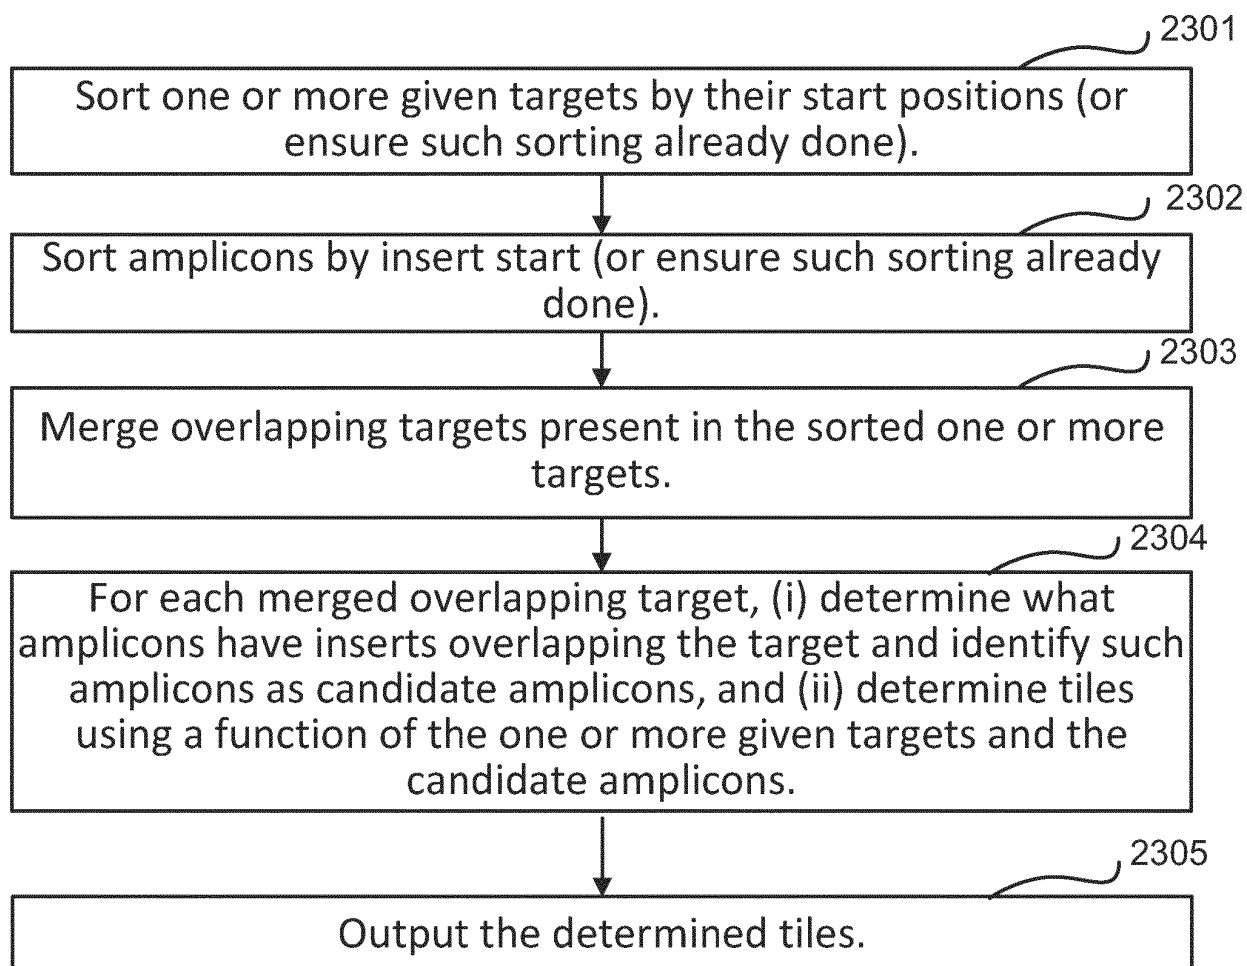 2301
Sort one or more given targets by their start positions (or
ensure such sorting already done).
2302
Sort amplicons by insert start (or ensure such sorting already
done).
2303
Merge overlapping targets present in the sorted one or more
targets.
2304
For each merged overlapping target, (i) determine what
amplicons have inserts overlapping the target and identify such
amplicons as candidate amplicons, and (ii) determine tiles
using a function of the one or more given targets and the
candidate amplicons.
2305
Output the determined tiles.